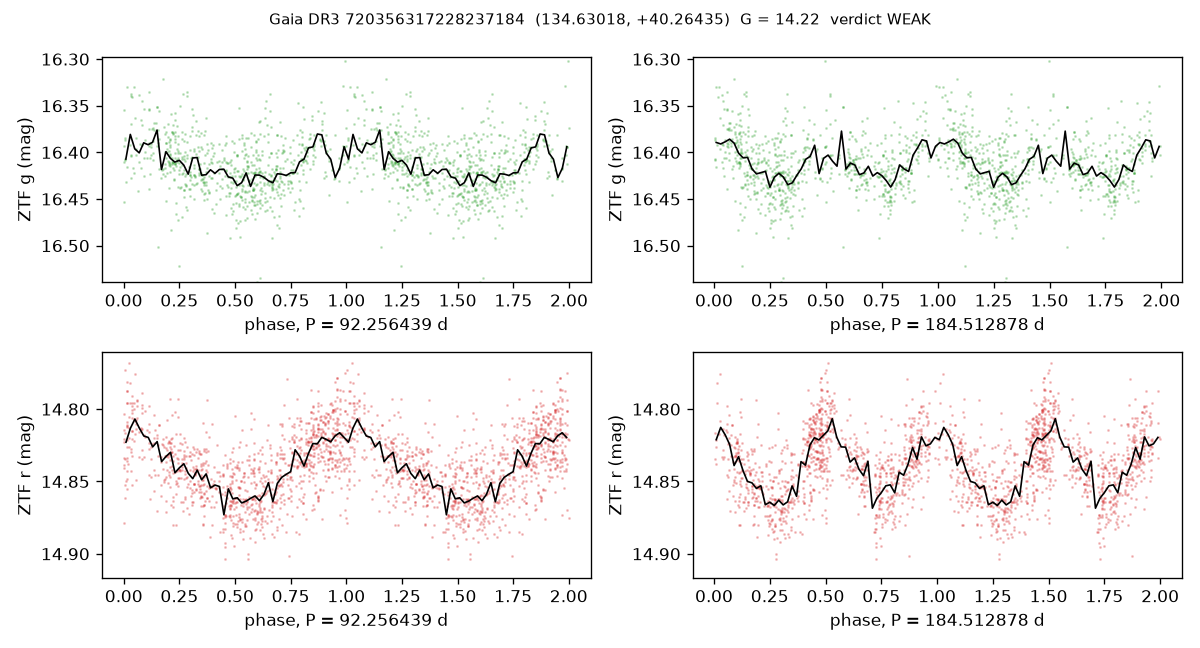 Gaia DR3 720356317228237184  (134.63018, +40.26435)  G = 14.22  verdict WEAK
16.30
16.35
16.40
16.45
16.50
ZTF g (mag)
0.00 0.25 0.50 0.75 1.00 1.25 1.50 1.75 2.00
phase, P = 92.256439 d
16.30
16.35
16.40
16.45
16.50
ZTF g (mag)
0.00 0.25 0.50 0.75 1.00 1.25 1.50 1.75 2.00
phase, P = 184.512878 d
14.80
14.85
14.90
ZTF r (mag)
0.00 0.25 0.50 0.75 1.00 1.25 1.50 1.75 2.00
phase, P = 92.256439 d
14.80
14.85
14.90
ZTF r (mag)
0.00 0.25 0.50 0.75 1.00 1.25 1.50 1.75 2.00
phase, P = 184.512878 d